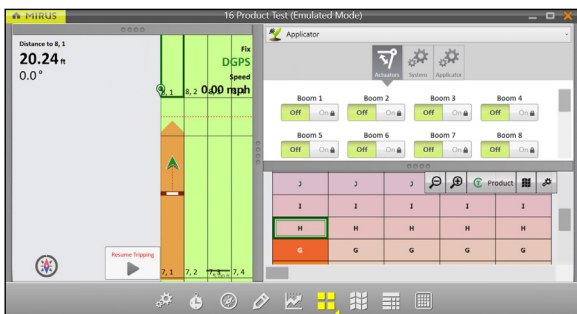 MIRUS
16 Product Test (Emulated Mode)
Distance to 8, 1
20.24 ft
0.0 °
Fix
DGPS
Speed
0.00 mph
8, 1
8, 2
Resume Tripping
7, 1
7, 2
7, 4
Applicator
Actuators
System
Applicator
Boom 1
Boom 2
Boom 3
Boom 4
Off On
Off On
Off On
Off On
Boom 5
Boom 6
Boom 7
Boom 8
Off On
Off On
Off On
Off On
Product
J J J
I I I I I
H H H H H
G G G G G